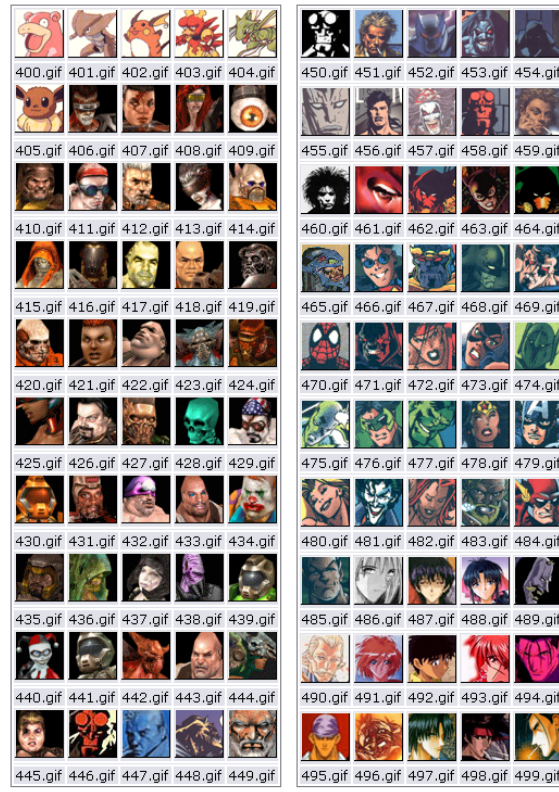 400.gif 401.gif 402.gif 403.gif 404.gif
405.gif 406.gif 407.gif 408.gif 409.gif
410.gif 411.gif 412.gif 413.gif 414.gif
415.gif 416.gif 417.gif 418.gif 419.gif
420.gif 421.gif 422.gif 423.gif 424.gif
425.gif 426.gif 427.gif 428.gif 429.gif
430.gif 431.gif 432.gif 433.gif 434.gif
435.gif 436.gif 437.gif 438.gif 439.gif
440.gif 441.gif 442.gif 443.gif 444.gif
445.gif 446.gif 447.gif 448.gif 449.gif
450.gif 451.gif 452.gif 453.gif 454.gif
455.gif 456.gif 457.gif 458.gif 459.gif
460.gif 461.gif 462.gif 463.gif 464.gif
465.gif 466.gif 467.gif 468.gif 469.gif
470.gif 471.gif 472.gif 473.gif 474.gif
475.gif 476.gif 477.gif 478.gif 479.gif
480.gif 481.gif 482.gif 483.gif 484.gif
485.gif 486.gif 487.gif 488.gif 489.gif
490.gif 491.gif 492.gif 493.gif 494.gif
495.gif 496.gif 497.gif 498.gif 499.gif